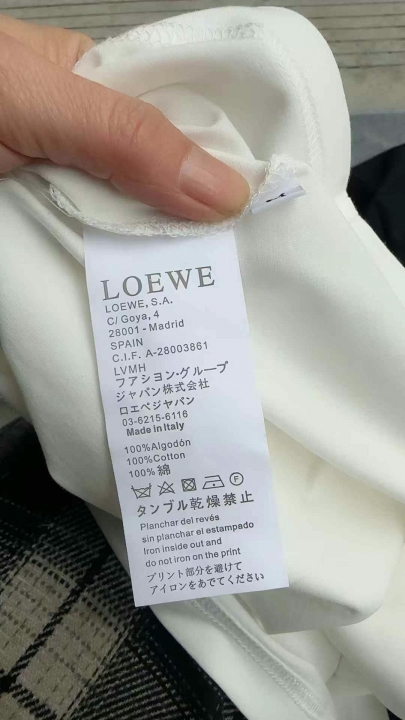 LOEWE
LOEWE, S.A.
C/ Goya, 4
28001 - Madrid
SPAIN
C.I.F. A-28003861
LVMH
ファション・グループ
ジャパン株式会社
ロエベジャパン
03-6215-6116
Made in Italy
100%Algodón
100%Cotton
100%綿
タンブル乾燥禁止
Planchar del revés
sin planchar el estampado
Iron inside out and
do not iron on the print
プリント部分を避けて
アイロンをあてください